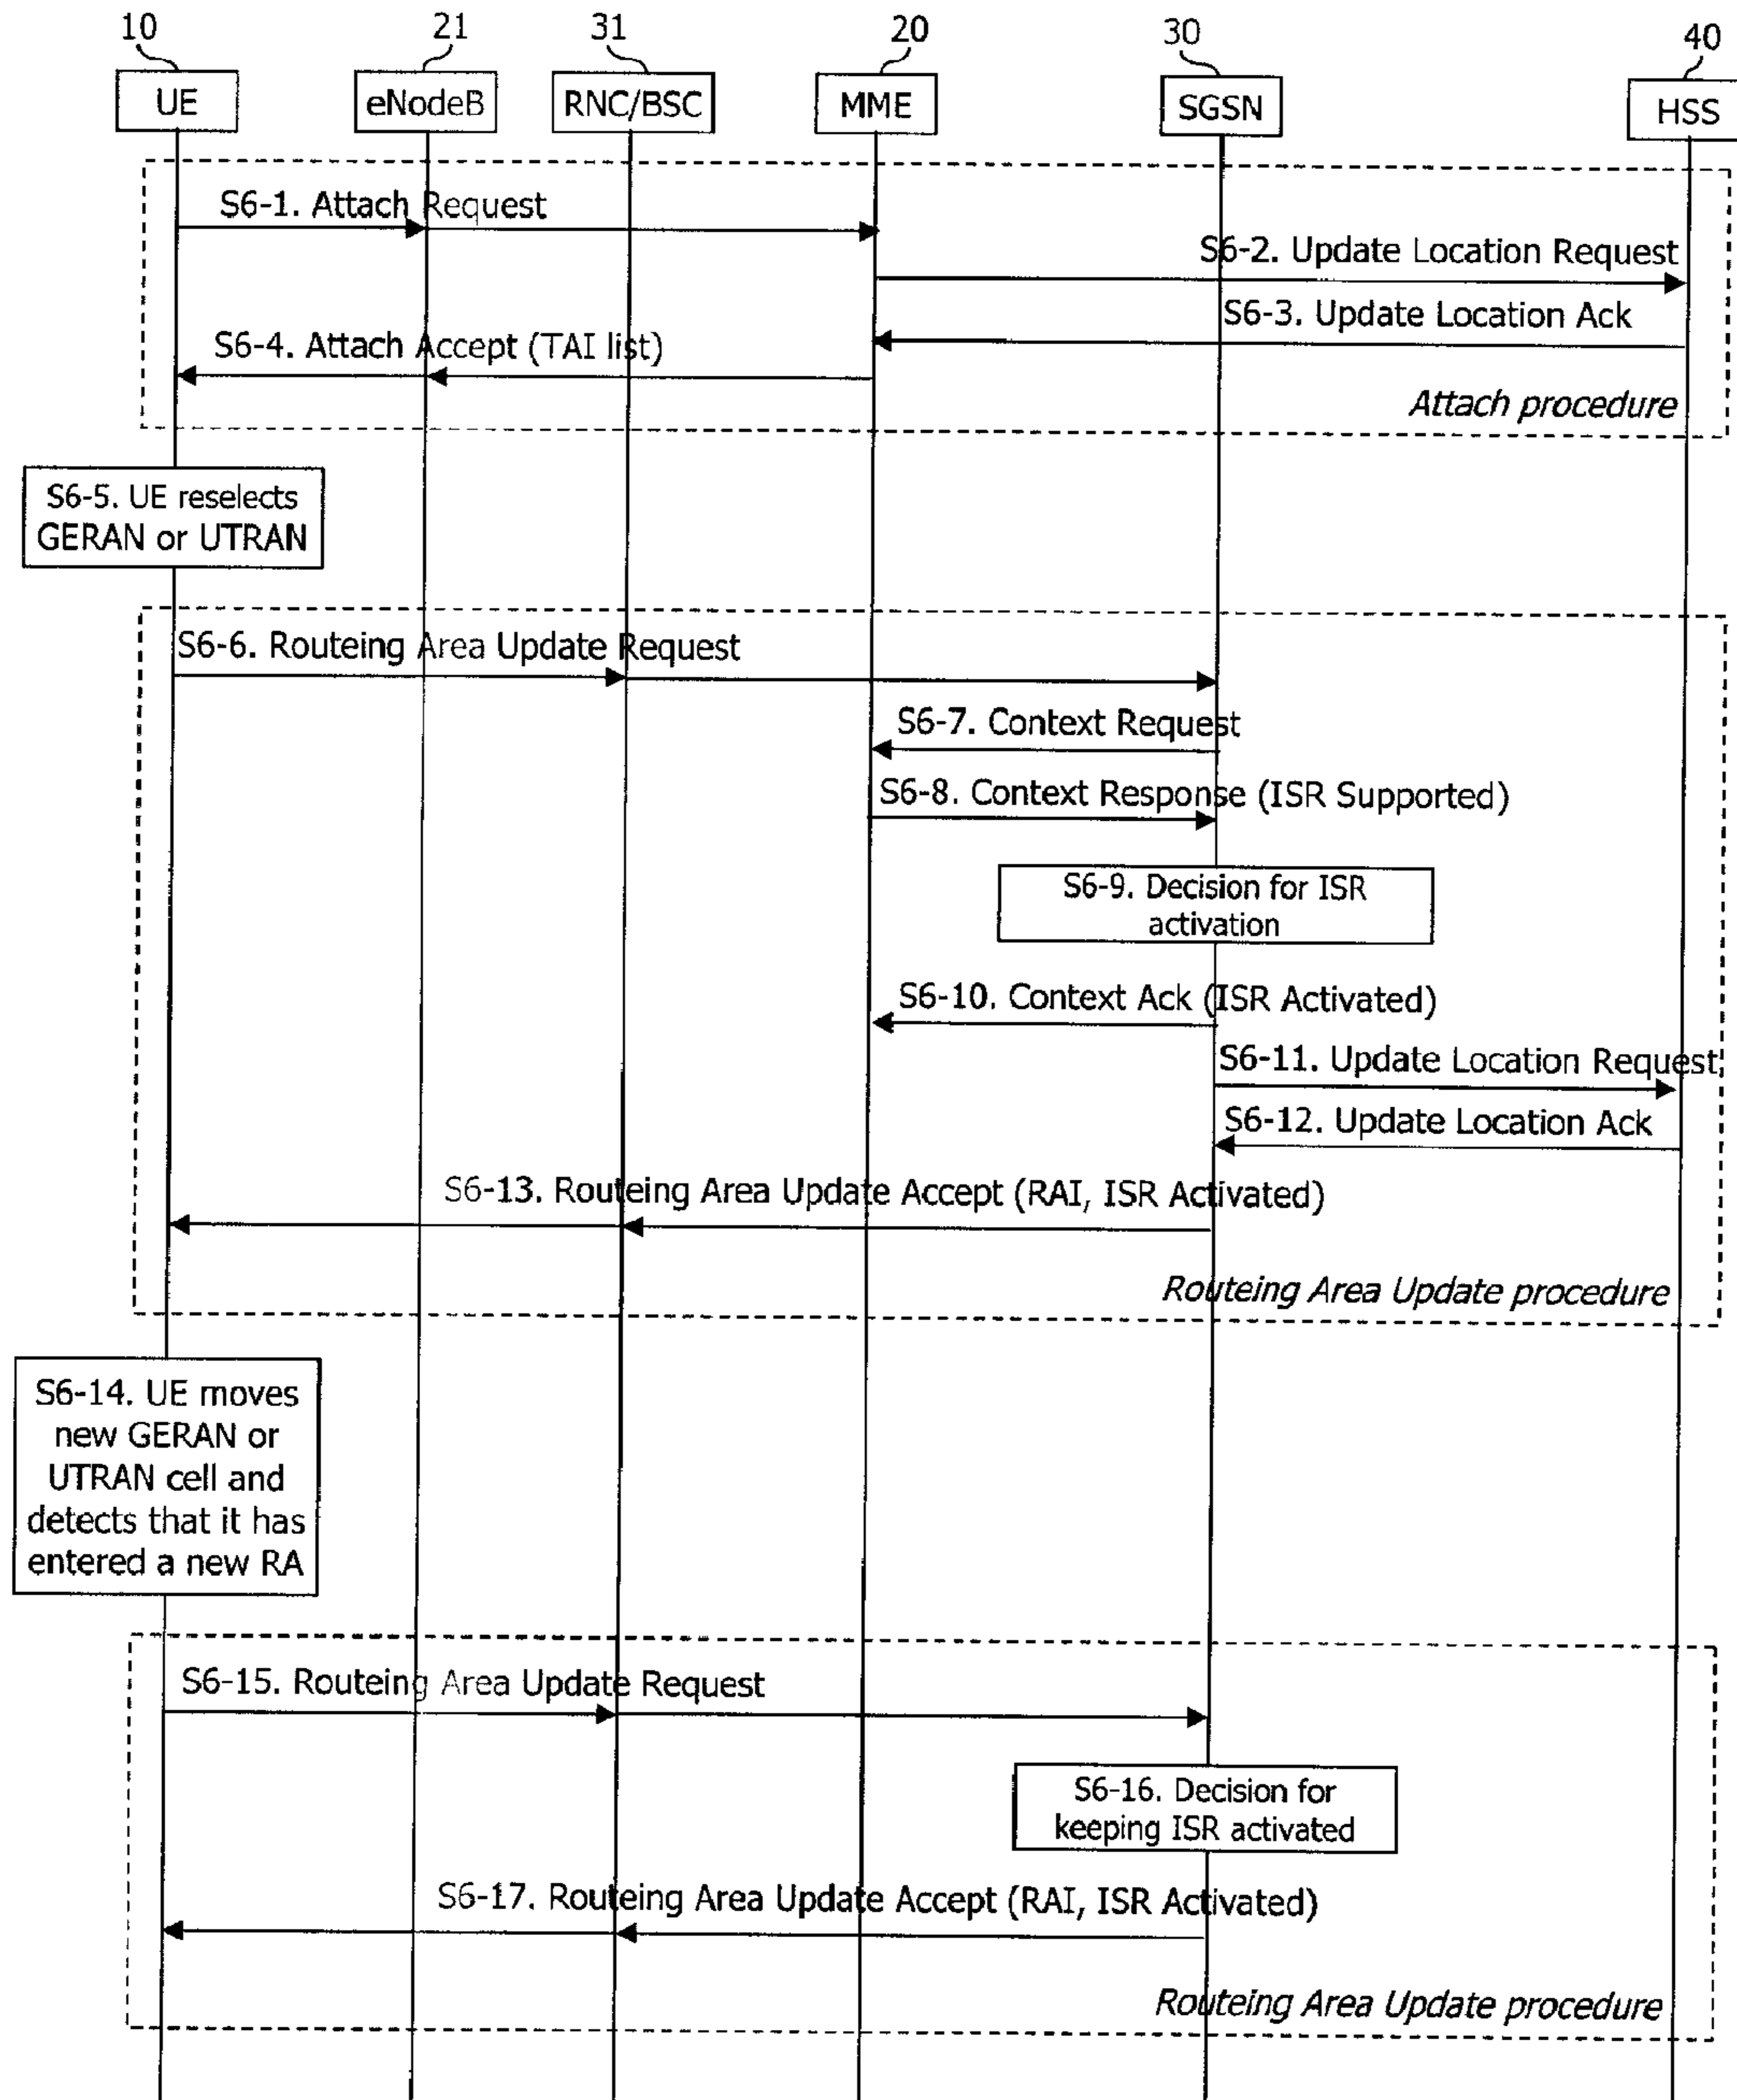 10
21
31
20
30
40
UE
eNodeB
RNC/BSC
MME
SGSN
HSS
S6-1. Attach Request
S6-2. Update Location Request
S6-3. Update Location Ack
S6-4. Attach Accept (TAI list)
Attach procedure
S6-5. UE reselects
GERAN or UTRAN
S6-6. Routeing Area Update Request
S6-7. Context Request
S6-8. Context Response (ISR Supported)
S6-9. Decision for ISR
activation
S6-10. Context Ack (ISR Activated)
S6-11. Update Location Request
S6-12. Update Location Ack
S6-13. Routeing Area Update Accept (RAI, ISR Activated)
Routeing Area Update procedure
S6-14. UE moves
new GERAN or
UTRAN cell and
detects that it has
entered a new RA
S6-15. Routeing Area Update Request
S6-16. Decision for
keeping ISR activated
S6-17. Routeing Area Update Accept (RAI, ISR Activated)
Routeing Area Update procedure